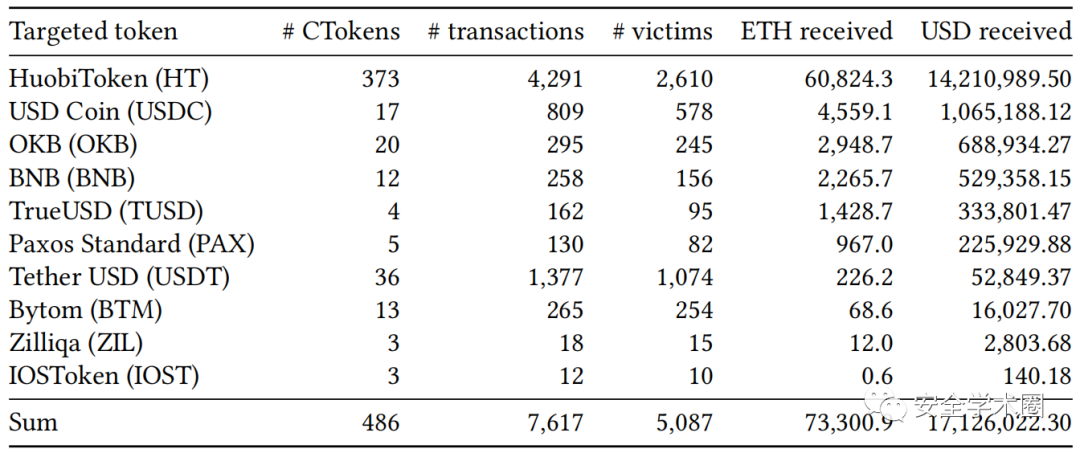 Targeted token # CTokens # transactions # victims ETH received USD received
HuobiToken (HT) 373 4,291 2,610 60,824.3 14,210,989.50
USD Coin (USDC) 17 809 578 4,559.1 1,065,188.12
OKB (OKB) 20 295 245 2,948.7 688,934.27
BNB (BNB) 12 258 156 2,265.7 529,358.15
TrueUSD (TUSD) 4 162 95 1,428.7 333,801.47
Paxos Standard (PAX) 5 130 82 967.0 225,929.88
Tether USD (USDT) 36 1,377 1,074 226.2 52,849.37
Bytom (BTM) 13 265 254 68.6 16,027.70
Zilliqa (ZIL) 3 18 15 12.0 2,803.68
IOSToken (IOST) 3 12 10 0.6 140.18
安全学术圈
Sum 486 7,617 5,087 73,300.9 17,126,022.30